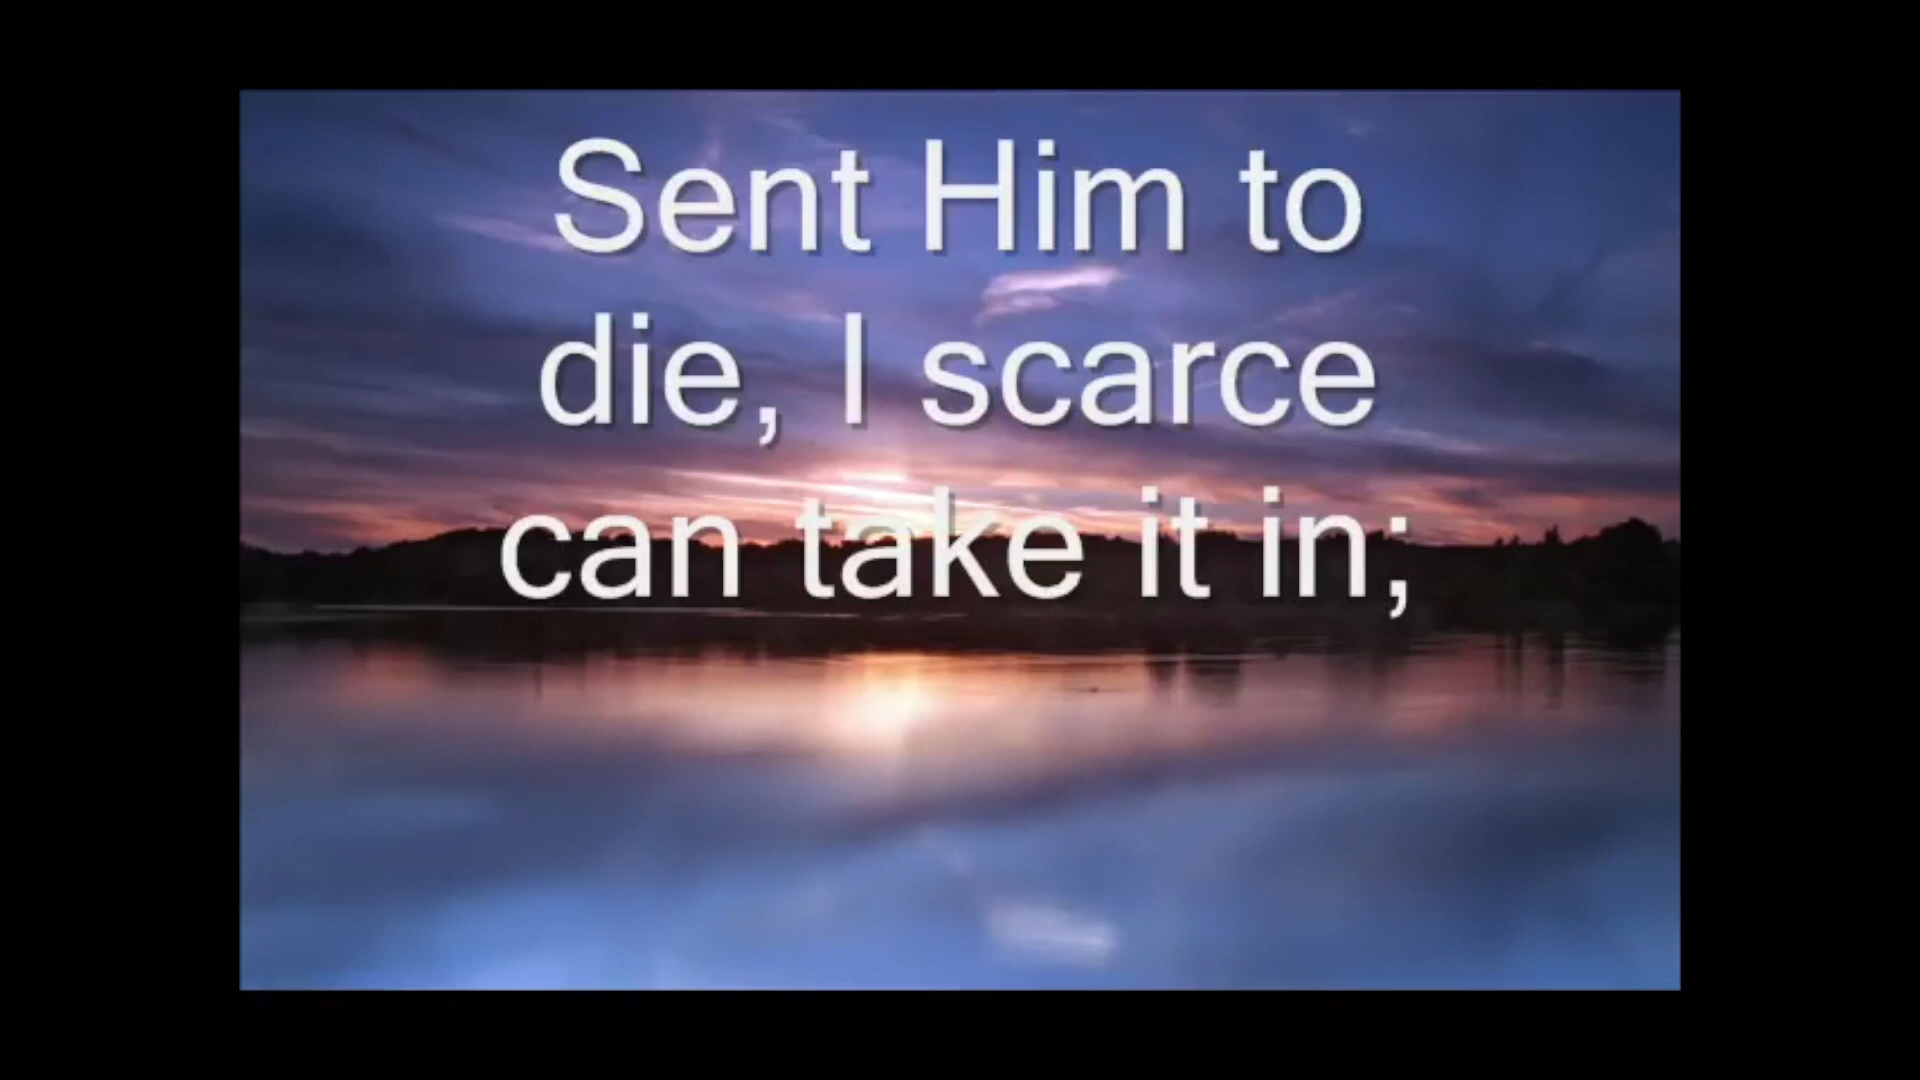 Sent Him to
die, I scarce
can take it in;